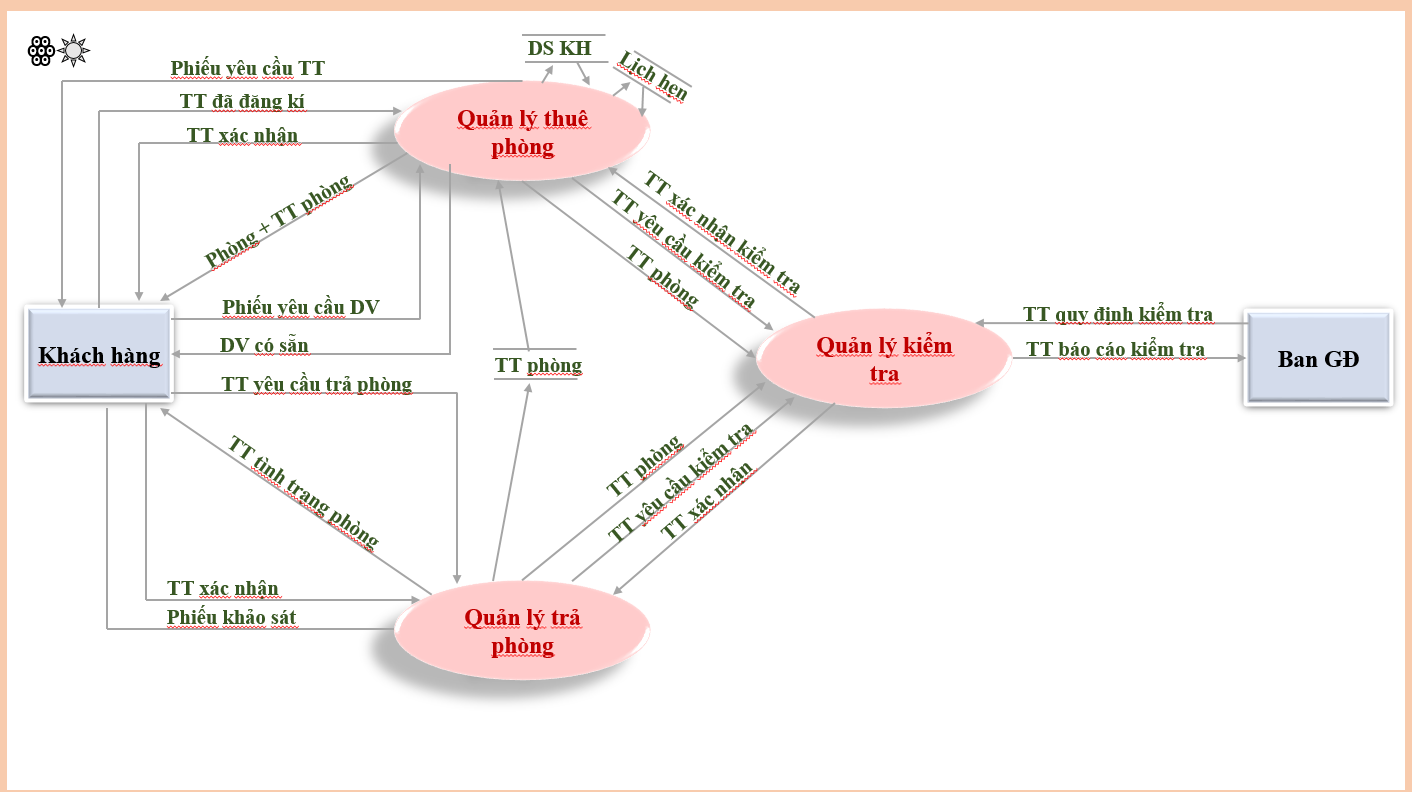 DS KH
Lịch hẹn
Phiếu yêu cầu TT
TT đã đăng kí
TT xác nhận
Quản lý thuê
phòng
Phòng + TT phòng
TT xác nhân kiểm tra
TT yêu cầu kiểm tra
TT phòng
Phiếu yêu cầu DV
DV có sẵn
TT yêu cầu trả phòng
Khách hàng
TT phòng
Quản lý kiểm
tra
TT quy định kiểm tra
TT báo cáo kiểm tra
Ban GĐ
TT tình trang phòng
TT phòng
TT yêu cầu kiểm tra
TT xác nhận
TT xác nhận
Phiếu khảo sát
Quản lý trả
phòng